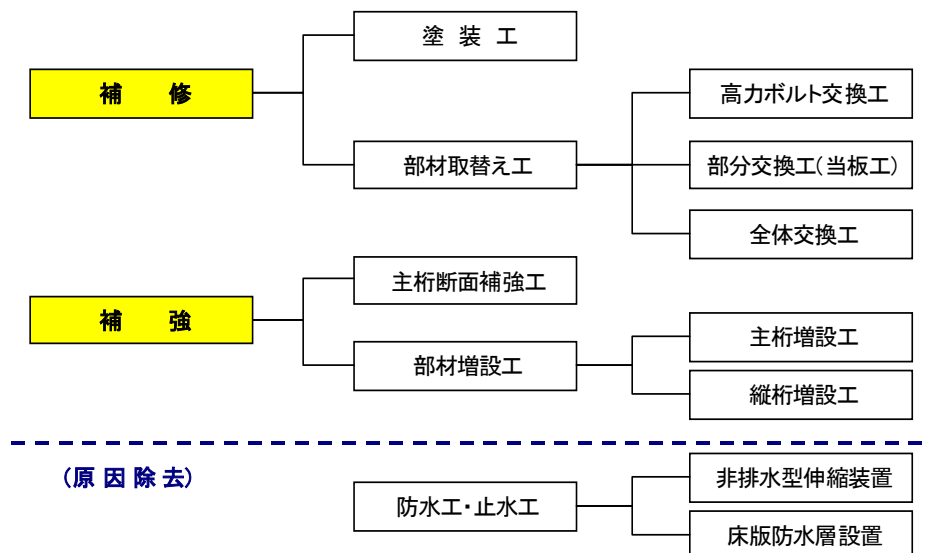 補修
塗装工
部材取替え工
高力ボルト交換工
部分交換工(当板工)
全体交換工
補強
主桁断面補強工
部材増設工
主桁増設工
縦桁増設工
(原因除去)
防水工・止水工
非排水型伸縮装置
床版防水層設置